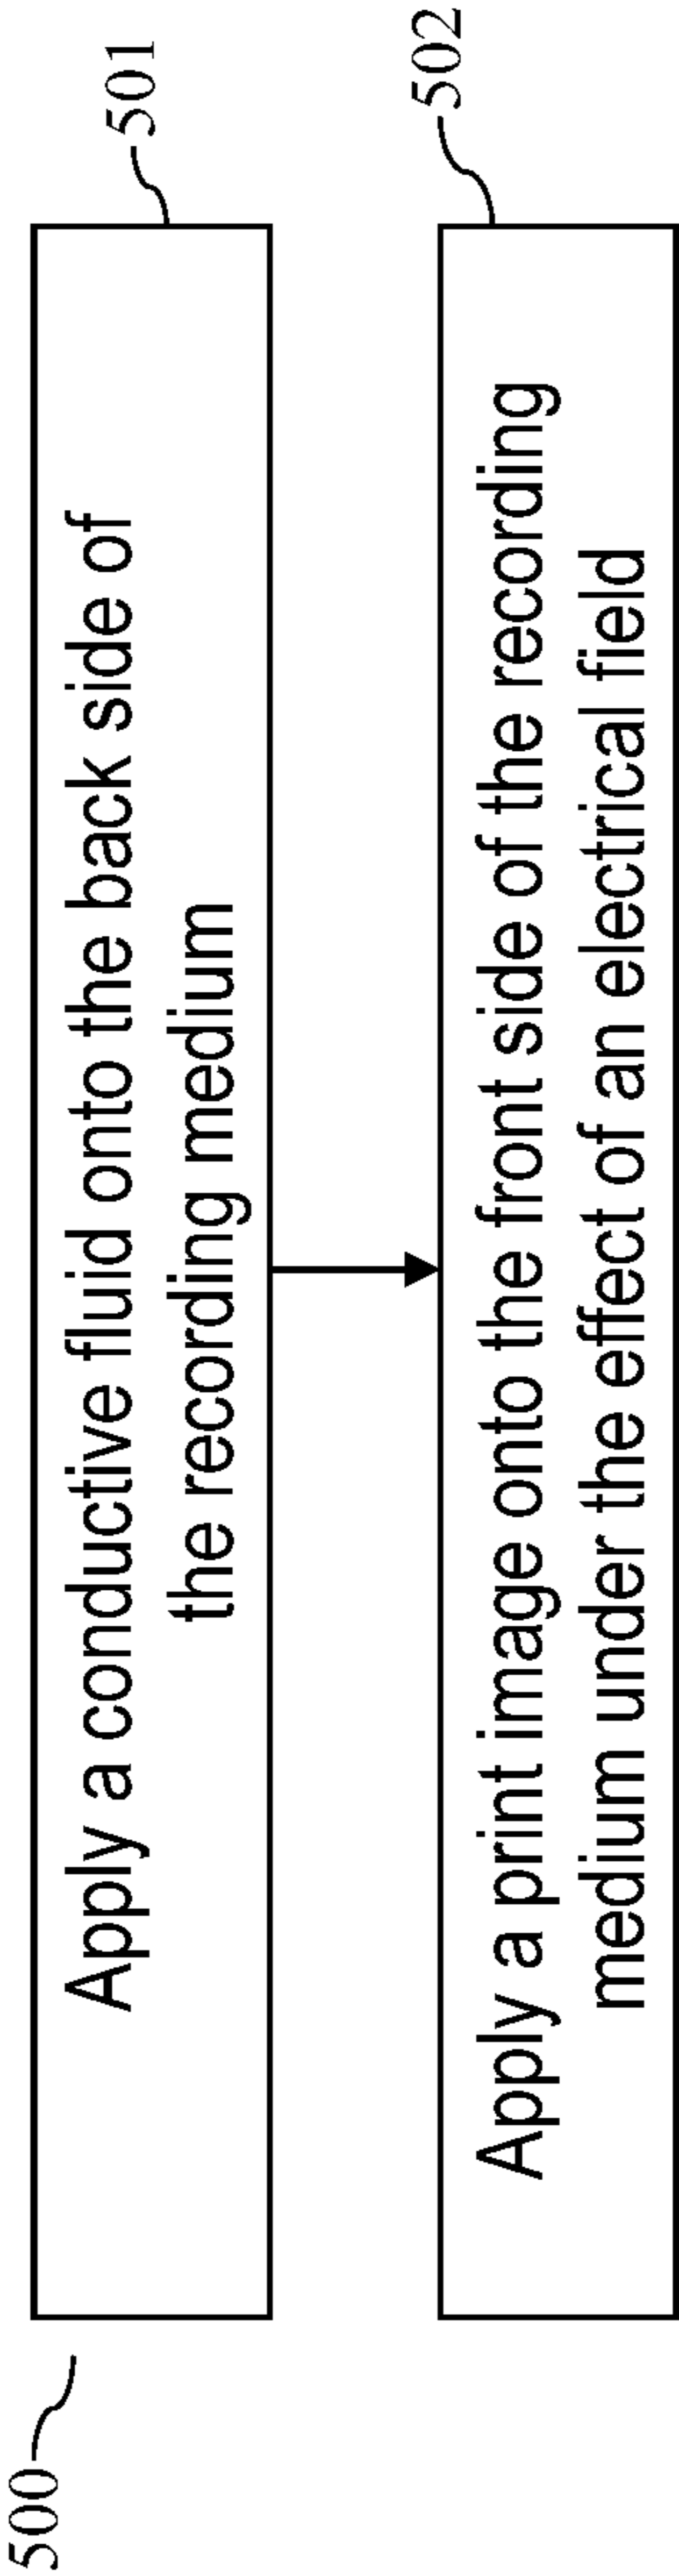 500
501
Apply a conductive fluid onto the back side of
the recording medium
502
Apply a print image onto the front side of the recording
medium under the effect of an electrical field